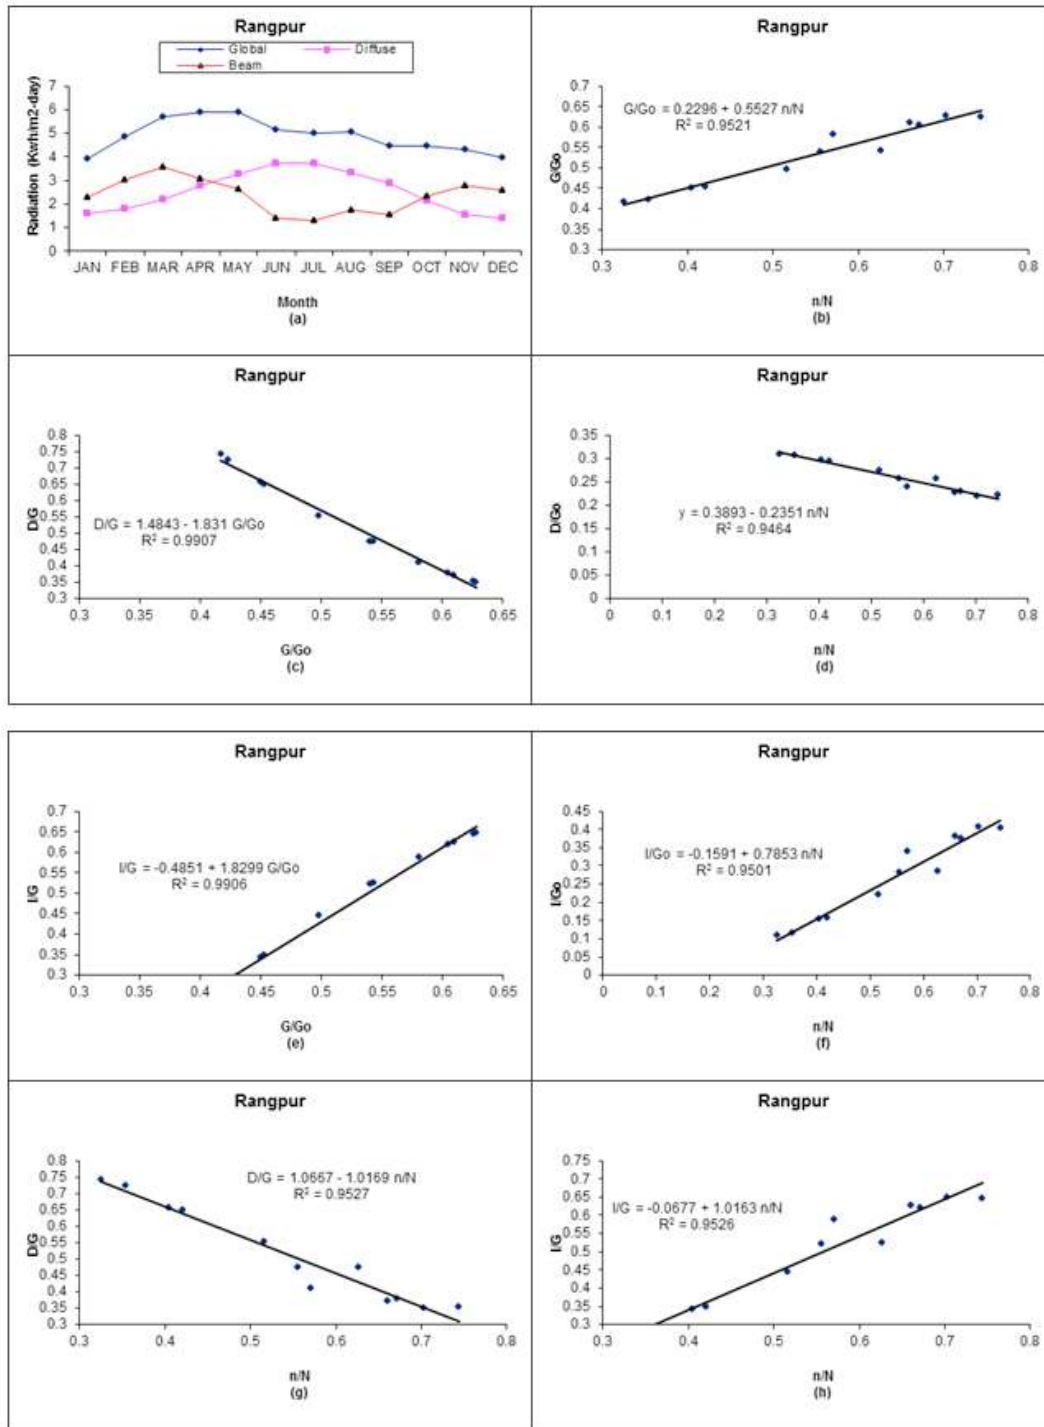 Rangpur
Global Diffuse
Beam
Radiation (Kwh/m2-day)
7
6
5
4
3
2
1
0
JAN FEB MAR APR MAY JUN JUL AUG SEP OCT NOV DEC
Month
(a)
Rangpur
G/Go = 0.2296 + 0.5527 n/N
R² = 0.9521
G/Go
0.65
0.6
0.55
0.5
0.45
0.4
0.35
0.3
0.3 0.4 0.5 0.6 0.7 0.8
n/N
(b)
Rangpur
D/G
0.8
0.75
0.7
0.65
0.6
0.55
0.5
0.45
0.4
0.35
0.3
D/G = 1.4843 - 1.831 G/Go
R² = 0.9907
0.3 0.35 0.4 0.45 0.5 0.55 0.6 0.65
G/Go
(c)
Rangpur
D/Go
0.35
0.3
0.25
0.2
0.15
0.1
0.05
0
y = 0.3893 - 0.2351 n/N
R² = 0.9464
0 0.1 0.2 0.3 0.4 0.5 0.6 0.7 0.8
n/N
(d)
Rangpur
I/G
0.7
0.65
0.6
0.55
0.5
0.45
0.4
0.35
0.3
I/G = -0.4851 + 1.8299 G/Go
R² = 0.9906
0.3 0.35 0.4 0.45 0.5 0.55 0.6 0.65
G/Go
(e)
Rangpur
I/Go
0.45
0.4
0.35
0.3
0.25
0.2
0.15
0.1
0.05
0
I/Go = -0.1591 + 0.7853 n/N
R² = 0.9501
0 0.1 0.2 0.3 0.4 0.5 0.6 0.7 0.8
n/N
(f)
Rangpur
D/G
0.8
0.75
0.7
0.65
0.6
0.55
0.5
0.45
0.4
0.35
0.3
D/G = 1.0667 - 1.0169 n/N
R² = 0.9527
0.3 0.4 0.5 0.6 0.7 0.8
n/N
(g)
Rangpur
I/G
0.75
0.7
0.65
0.6
0.55
0.5
0.45
0.4
0.35
0.3
I/G = -0.0677 + 1.0163 n/N
R² = 0.9526
0.3 0.4 0.5 0.6 0.7 0.8
n/N
(h)